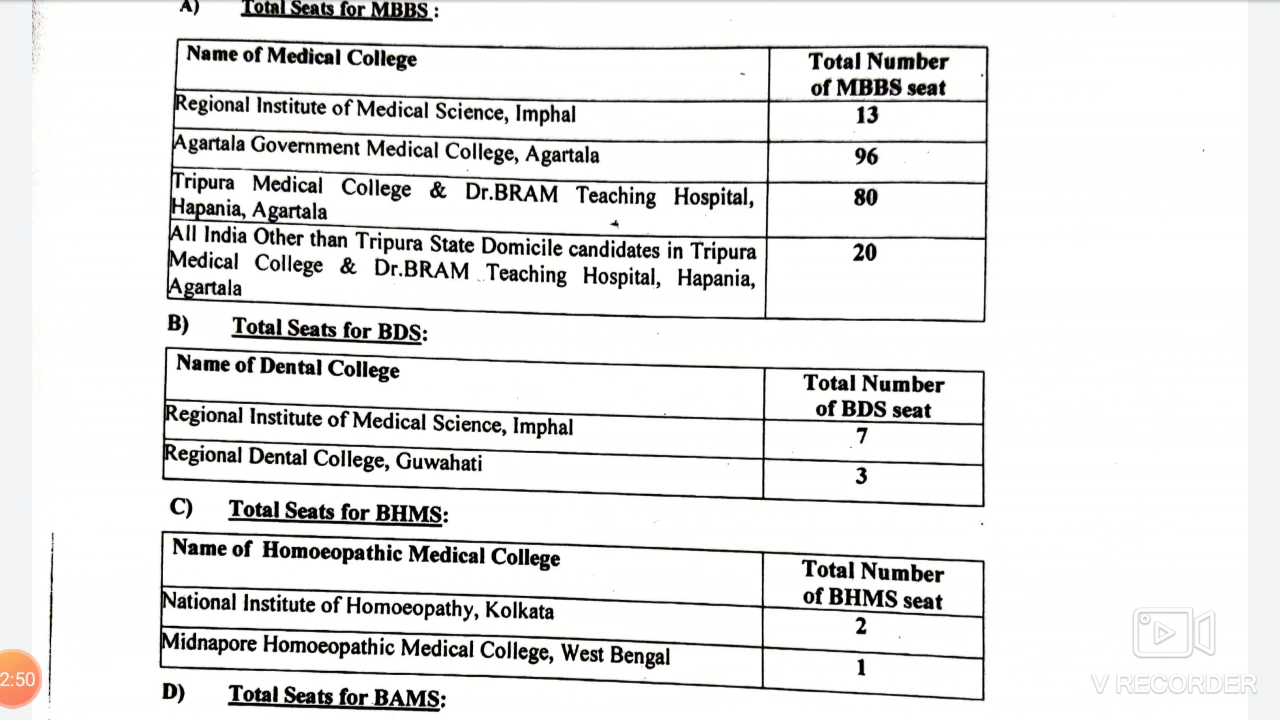 A) Total Seats for MBBS :
Name of Medical College
Total Number
of MBBS seat
Regional Institute of Medical Science, Imphal
13
Agartala Government Medical College, Agartala
96
Tripura Medical College & Dr.BRAM Teaching Hospital,
Hapania, Agartala
80
All India Other than Tripura State Domicile candidates in Tripura
Medical College & Dr.BRAM Teaching Hospital, Hapania,
Agartala
20
B) Total Seats for BDS:
Name of Dental College
Total Number
of BDS seat
Regional Institute of Medical Science, Imphal
7
Regional Dental College, Guwahati
3
C) Total Seats for BHMS:
Name of Homoeopathic Medical College
Total Number
of BHMS seat
National Institute of Homoeopathy, Kolkata
2
Midnapore Homoeopathic Medical College, West Bengal
1
D) Total Seats for BAMS:
2:50
V RECORDER